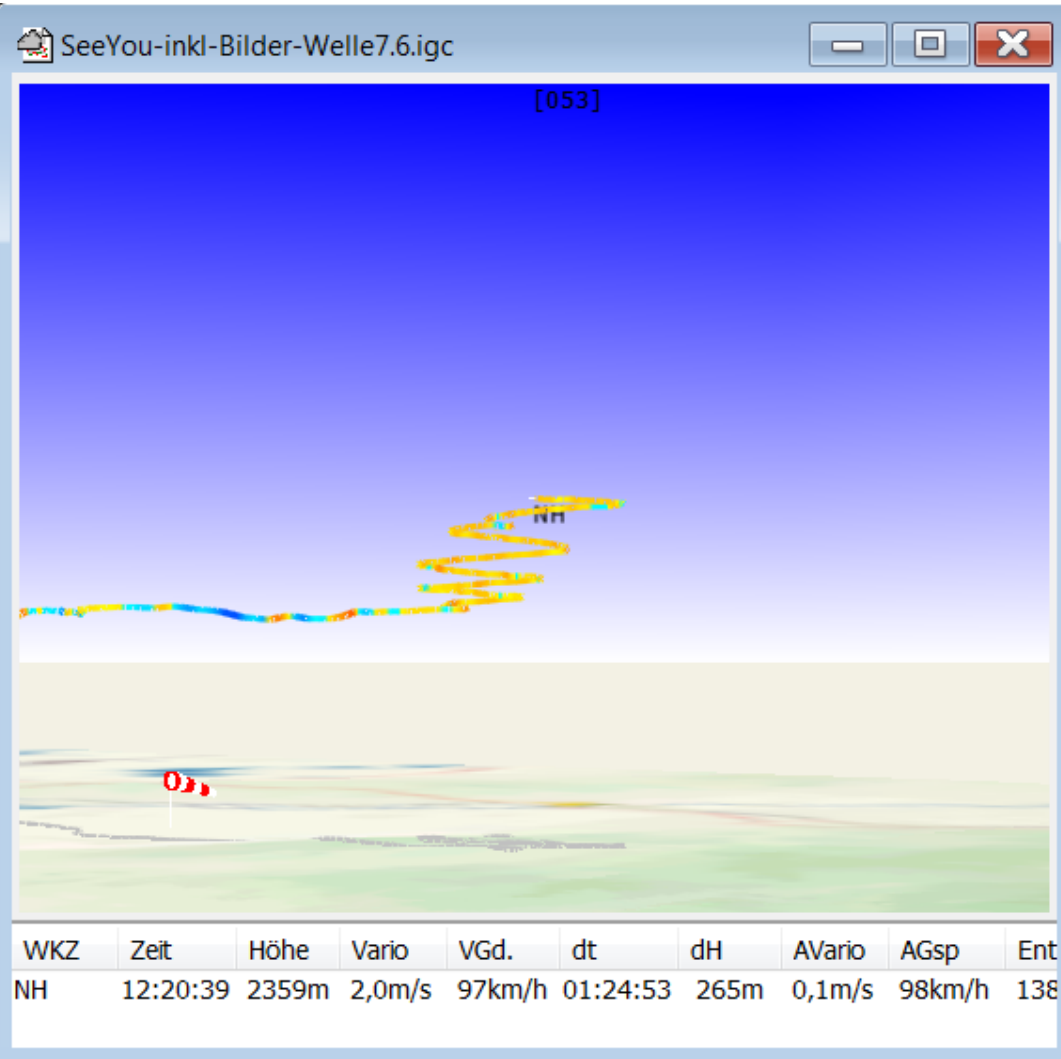 SeeYou-inkl-Bilder-Welle7.6.igc
[053]
NH
WKZ Zeit Höhe Vario VGd. dt dH AVario AGsp Ent
NH 12:20:39 2359m 2,0m/s 97km/h 01:24:53 265m 0,1m/s 98km/h 138